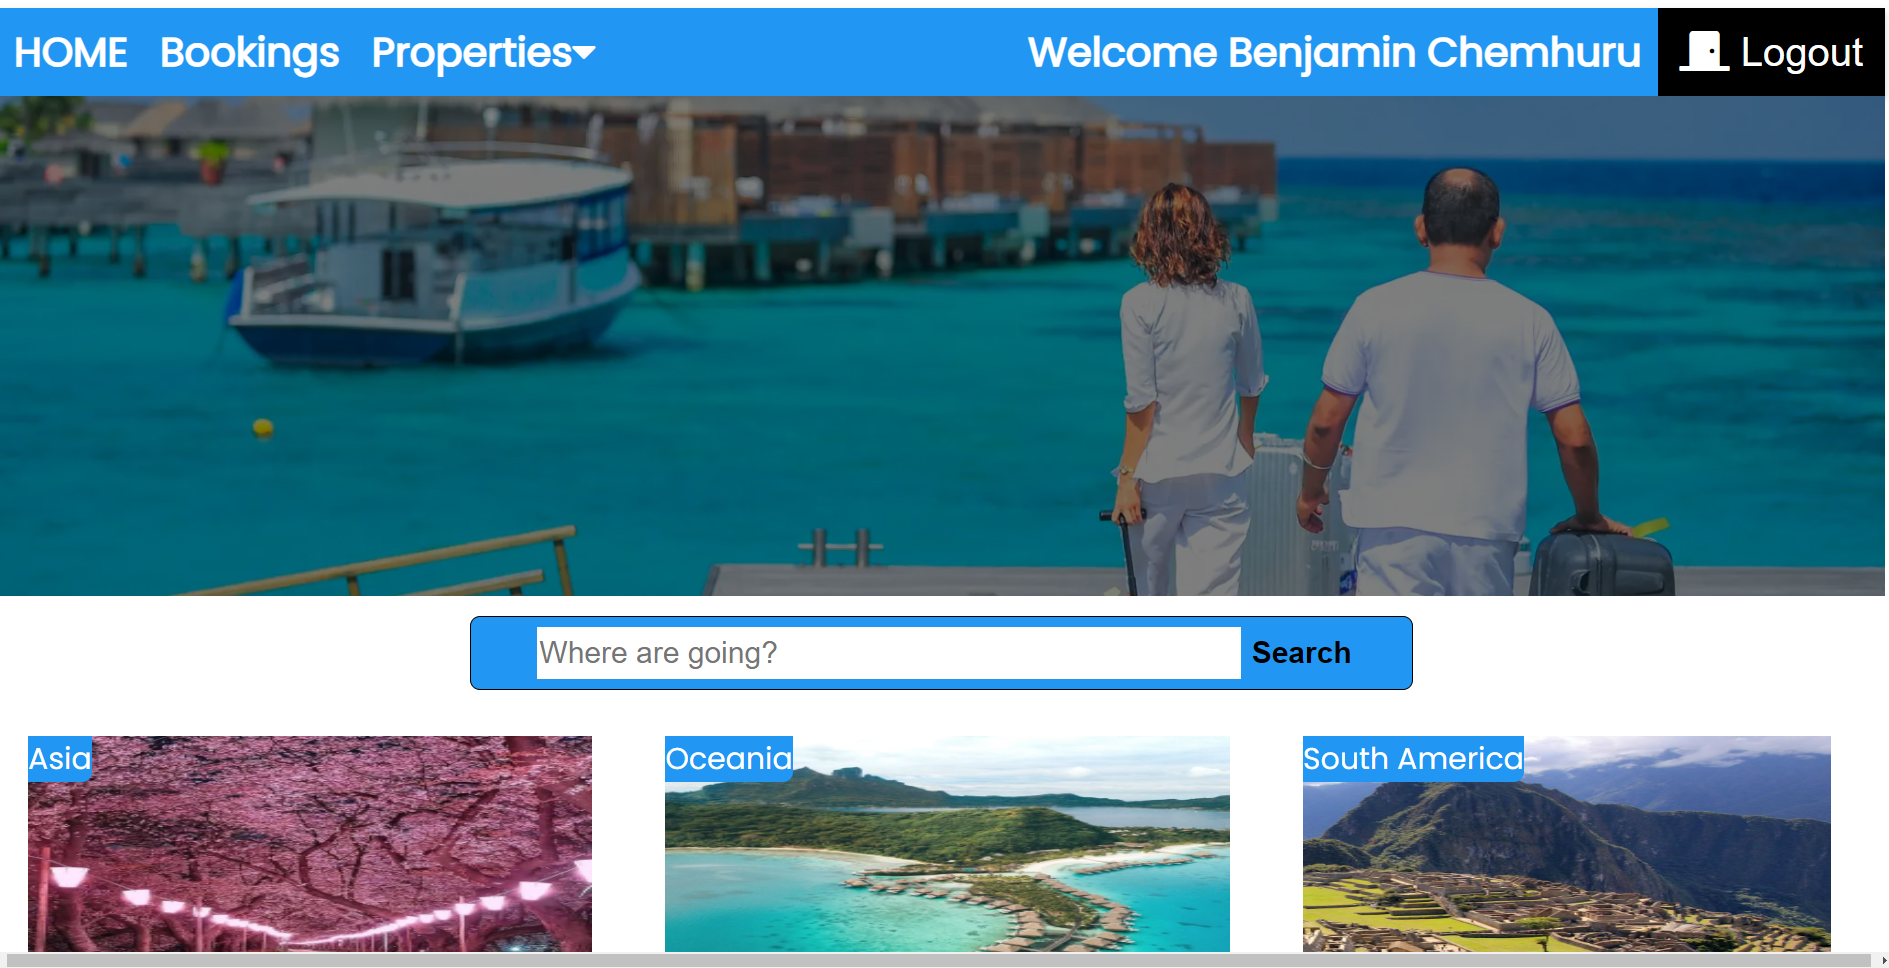 HOME Bookings Properties Welcome Benjamin Chemhuru Logout
Where are going? Search
Asia Oceania South America